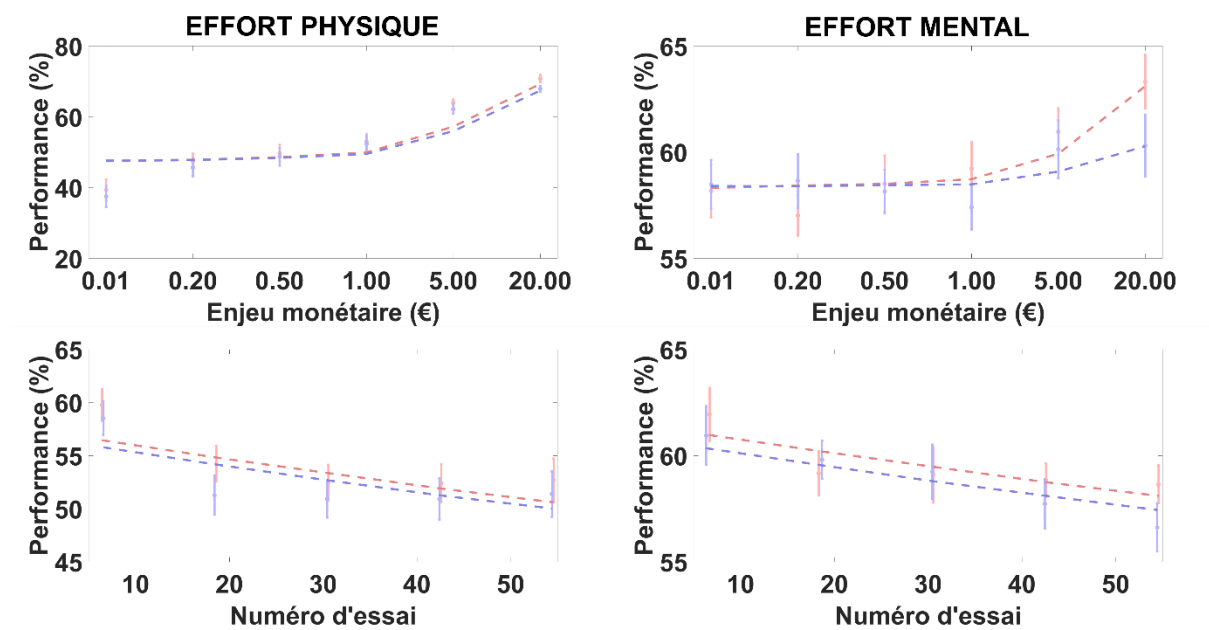 EFFORT PHYSIQUE
80
60
40
20
Performance (%)
0.01 0.20 0.50 1.00 5.00 20.00
Enjeu monétaire (€)
EFFORT MENTAL
65
60
55
Performance (%)
0.01 0.20 0.50 1.00 5.00 20.00
Enjeu monétaire (€)
65
60
55
50
45
Performance (%)
10 20 30 40 50
Numéro d'essai
65
60
55
Performance (%)
10 20 30 40 50
Numéro d'essai